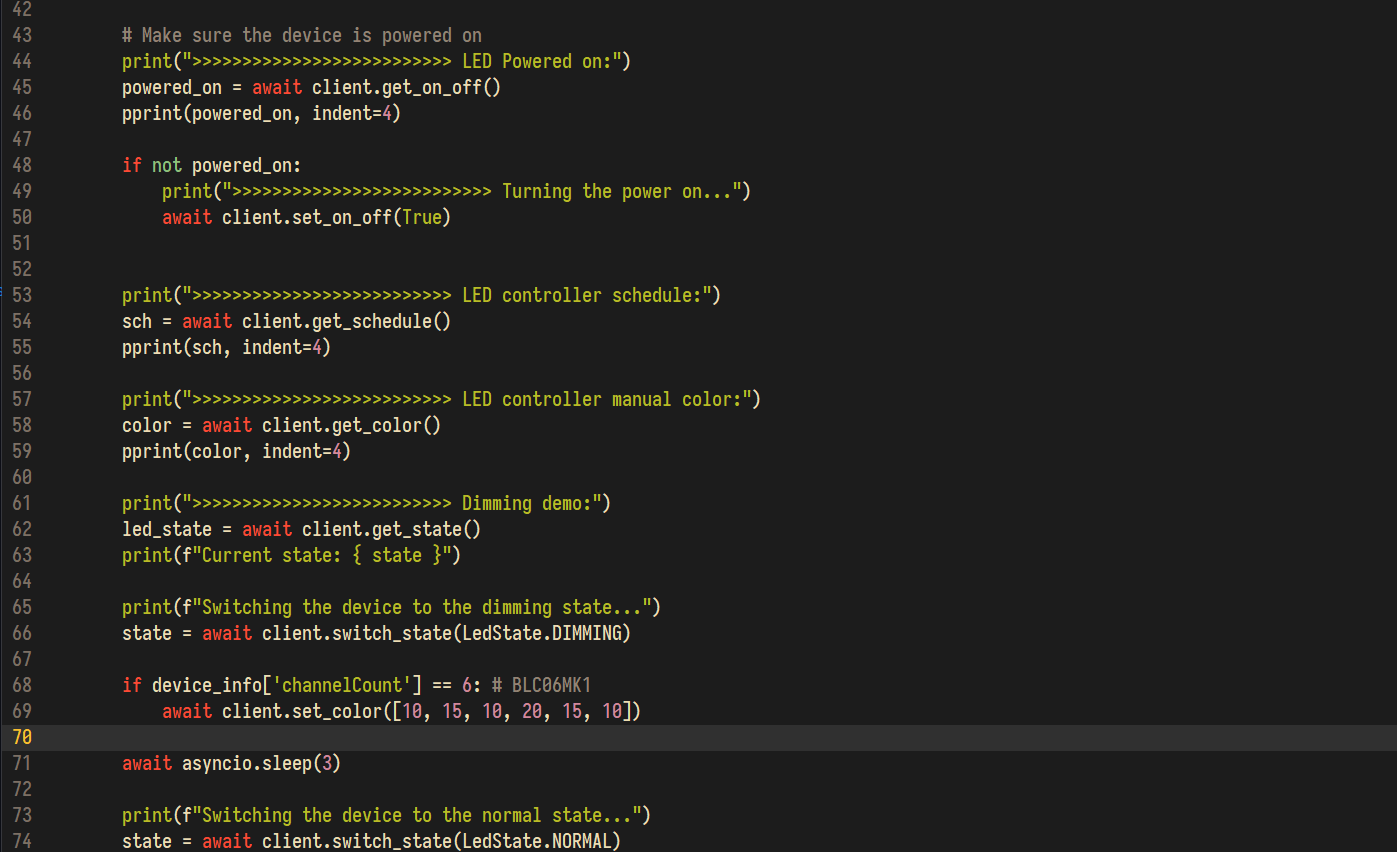 42
43 # Make sure the device is powered on
44 print(">>>>>>>>>>>>>>>>>>>>>>>>>> LED Powered on:")
45 powered_on = await client.get_on_off()
46 pprint(powered_on, indent=4)
47
48 if not powered_on:
49     print(">>>>>>>>>>>>>>>>>>>>>>>>>> Turning the power on...")
50     await client.set_on_off(True)
51
52
53 print(">>>>>>>>>>>>>>>>>>>>>>>>>> LED controller schedule:")
54 sch = await client.get_schedule()
55 pprint(sch, indent=4)
56
57 print(">>>>>>>>>>>>>>>>>>>>>>>>>> LED controller manual color:")
58 color = await client.get_color()
59 pprint(color, indent=4)
60
61 print(">>>>>>>>>>>>>>>>>>>>>>>>>> Dimming demo:")
62 led_state = await client.get_state()
63 print(f"Current state: { state }")
64
65 print(f"Switching the device to the dimming state...")
66 state = await client.switch_state(LedState.DIMMING)
67
68 if device_info['channelCount'] == 6: # BLC06MK1
69     await client.set_color([10, 15, 10, 20, 15, 10])
70
71 await asyncio.sleep(3)
72
73 print(f"Switching the device to the normal state...")
74 state = await client.switch_state(LedState.NORMAL)